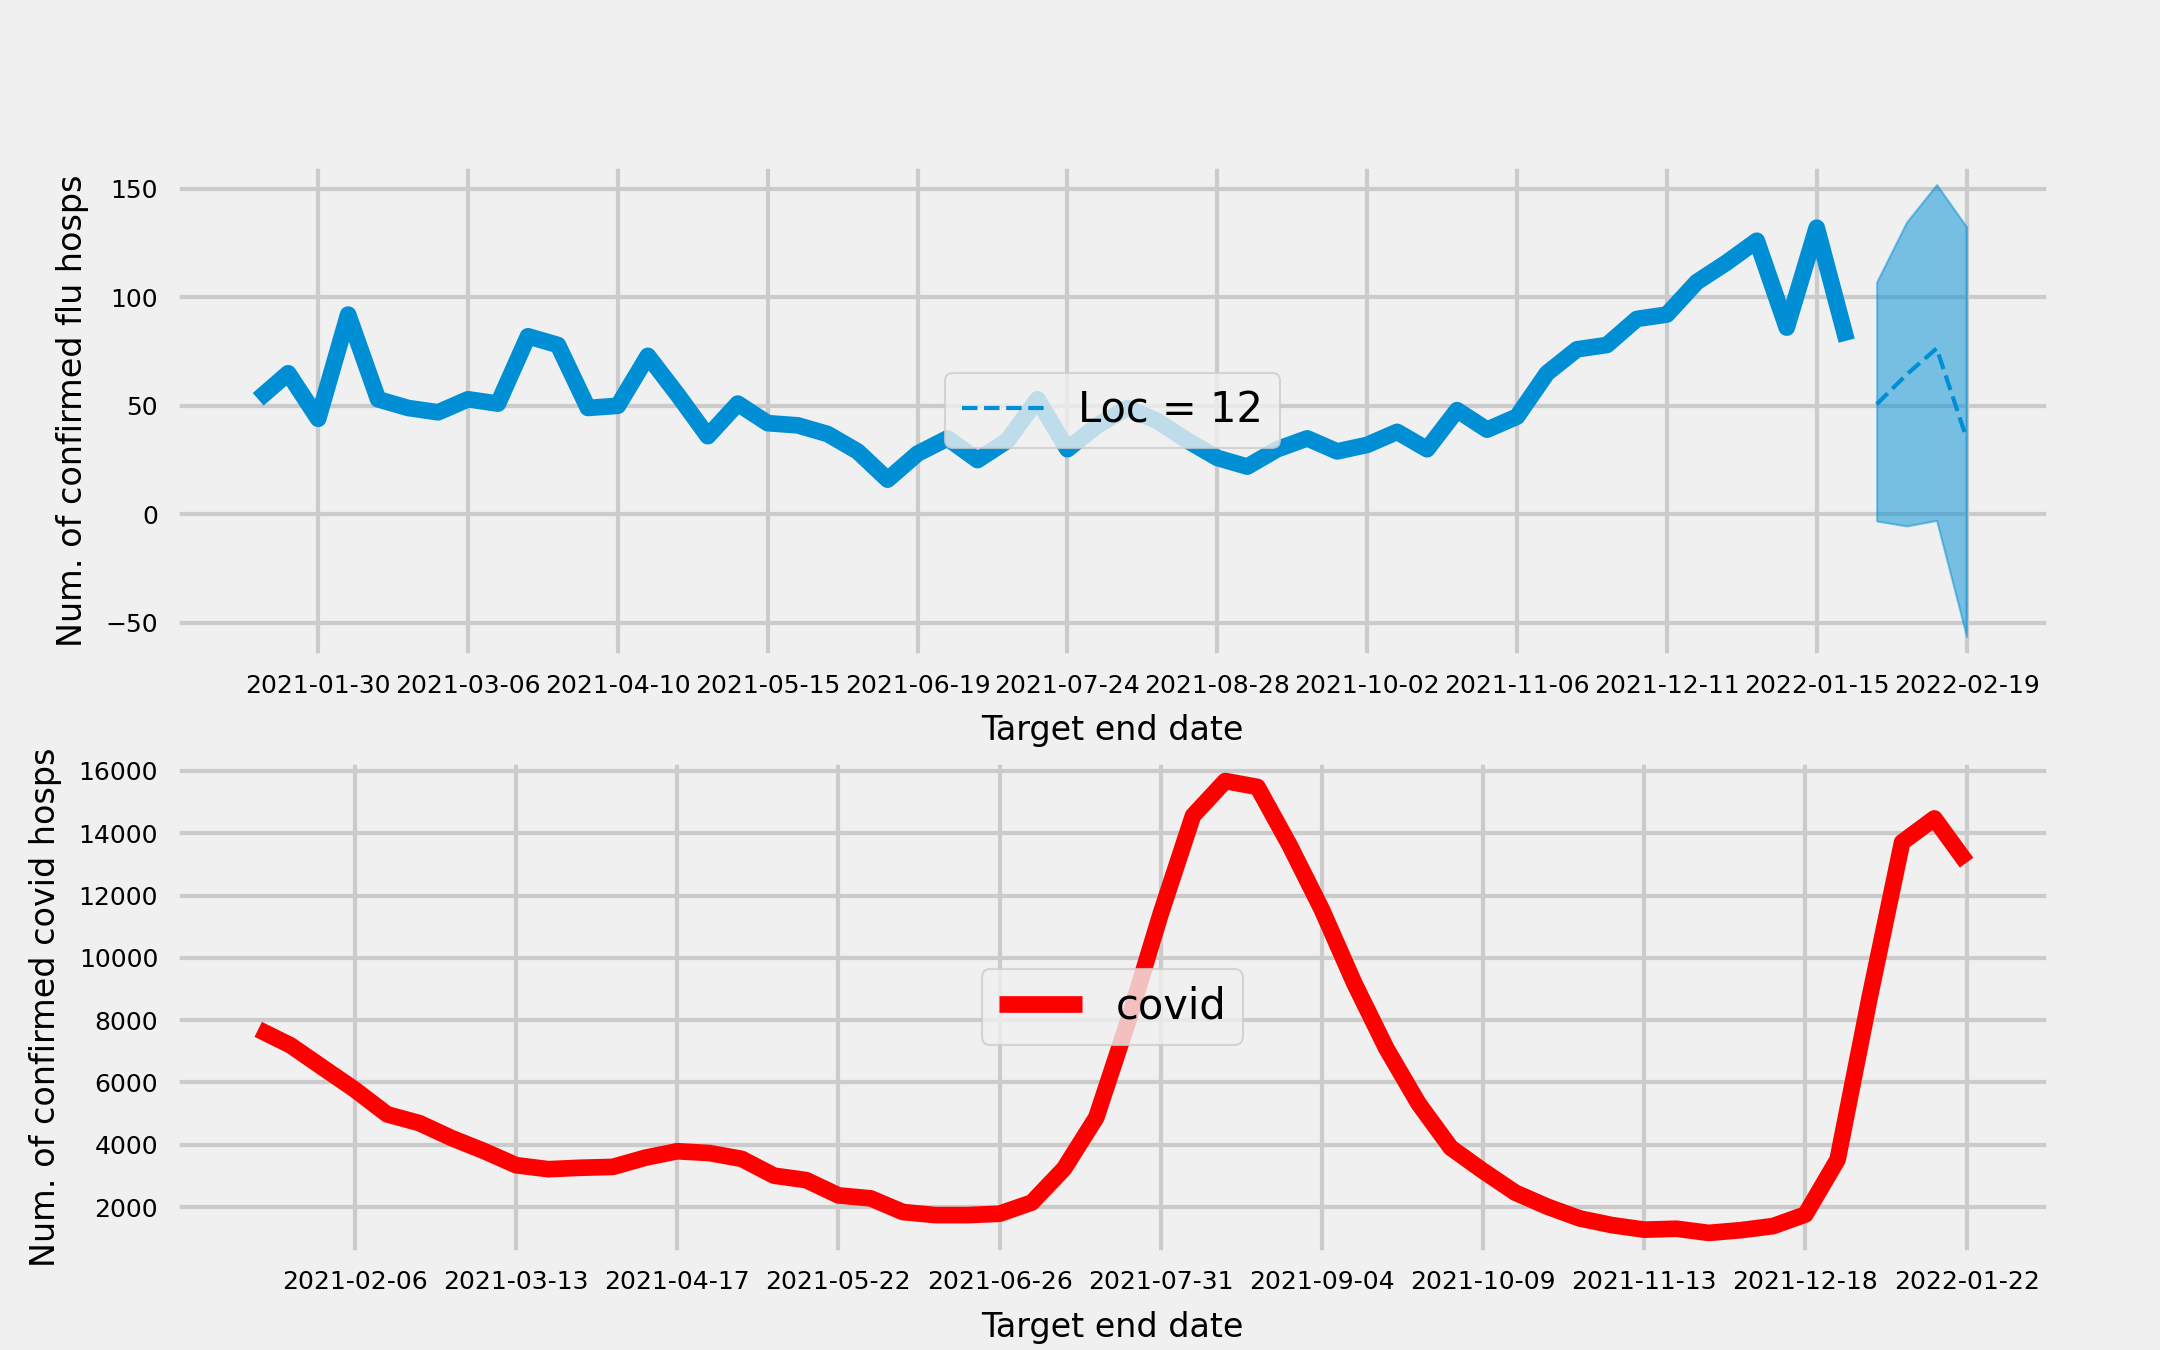 Num. of confirmed flu hosps
150
100
50
0
−50
Loc = 12
2021-01-30 2021-03-06 2021-04-10 2021-05-15 2021-06-19 2021-07-24 2021-08-28 2021-10-02 2021-11-06 2021-12-11 2022-01-15 2022-02-19
Target end date
Num. of confirmed covid hosps
16000
14000
12000
10000
8000
6000
4000
2000
covid
2021-02-06 2021-03-13 2021-04-17 2021-05-22 2021-06-26 2021-07-31 2021-09-04 2021-10-09 2021-11-13 2021-12-18 2022-01-22
Target end date